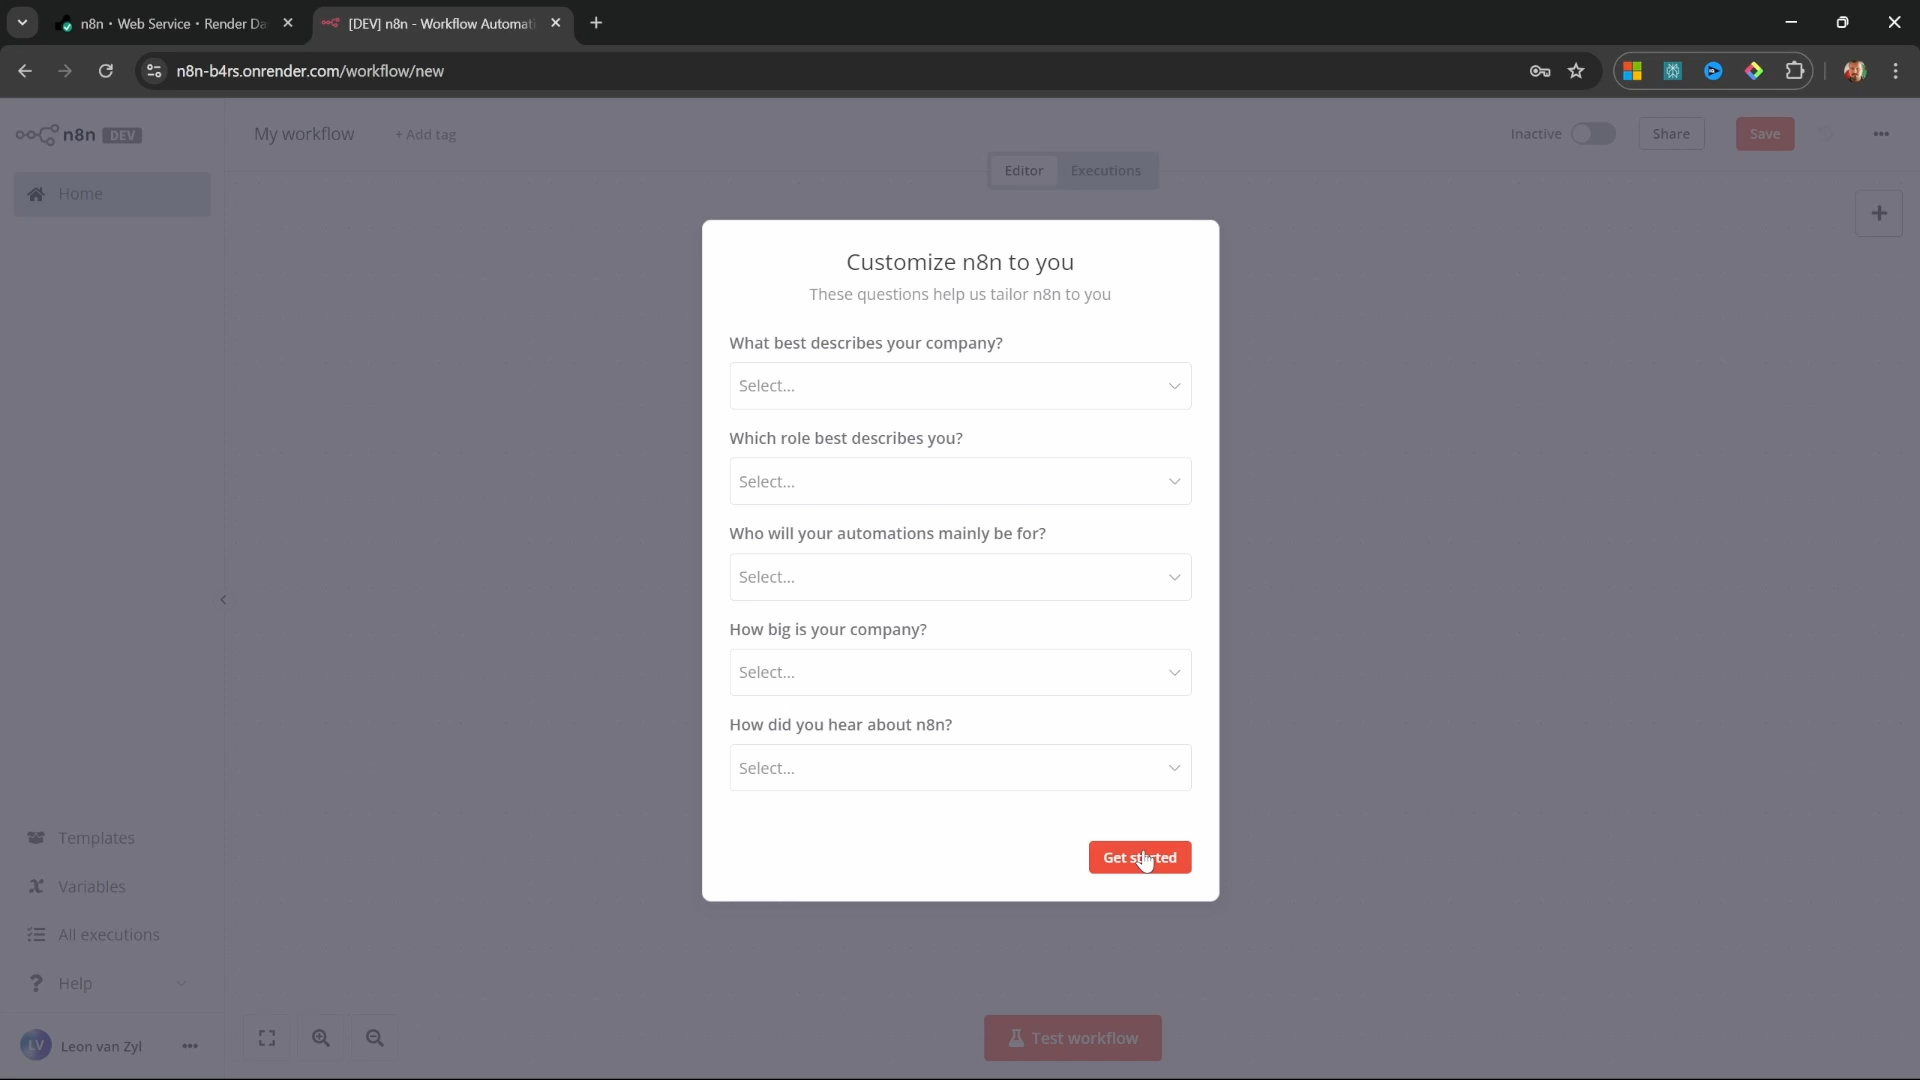 n8n · Web Service · Render Da
[DEV] n8n - Workflow Automati
n8n-b4rs.onrender.com/workflow/new
n8n DEV
My workflow
+ Add tag
Inactive
Share
Save
Editor
Executions
Home
Customize n8n to you
These questions help us tailor n8n to you
What best describes your company?
Select...
Which role best describes you?
Select...
Who will your automations mainly be for?
Select...
How big is your company?
Select...
How did you hear about n8n?
Select...
Get started
Templates
Variables
All executions
Help
LV Leon van Zyl
Test workflow